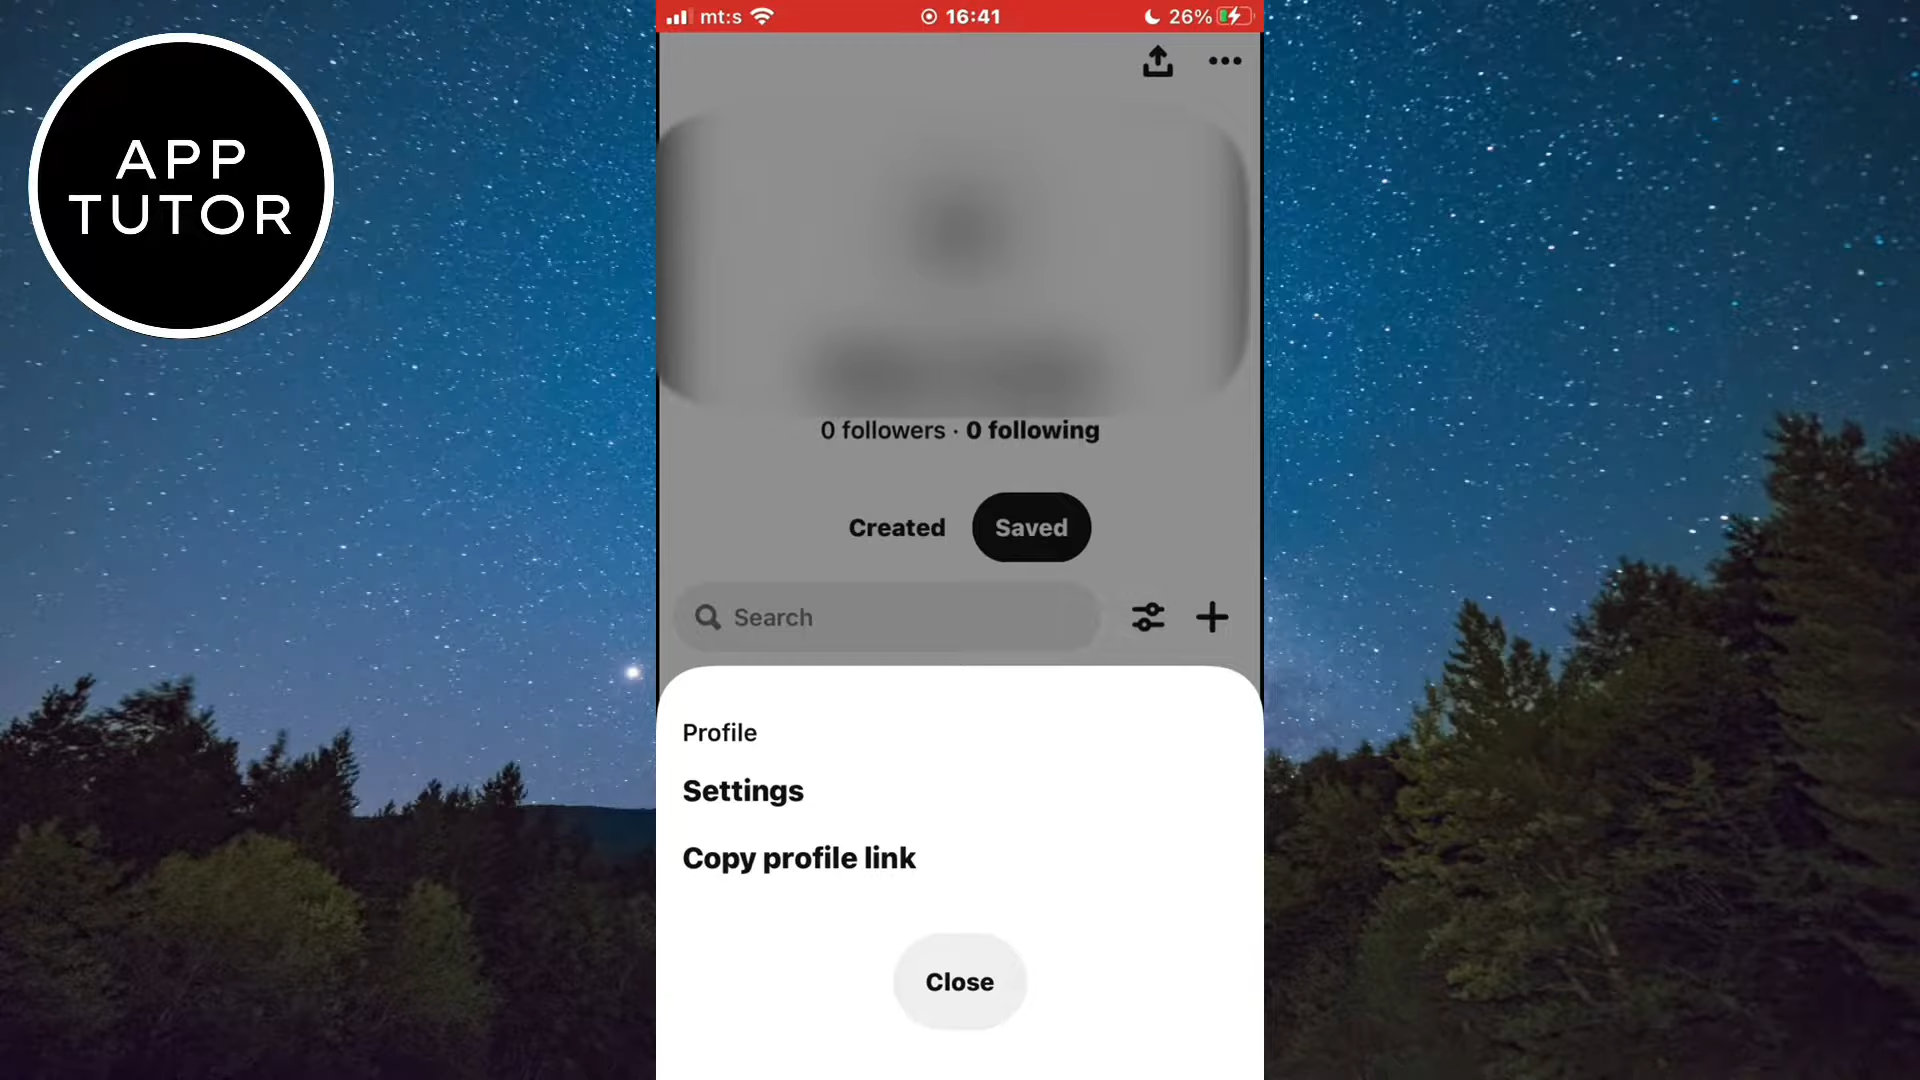 APP
TUTOR
mt:s 16:41 26%
0 followers · 0 following
Created Saved
Search
Profile
Settings
Copy profile link
Close